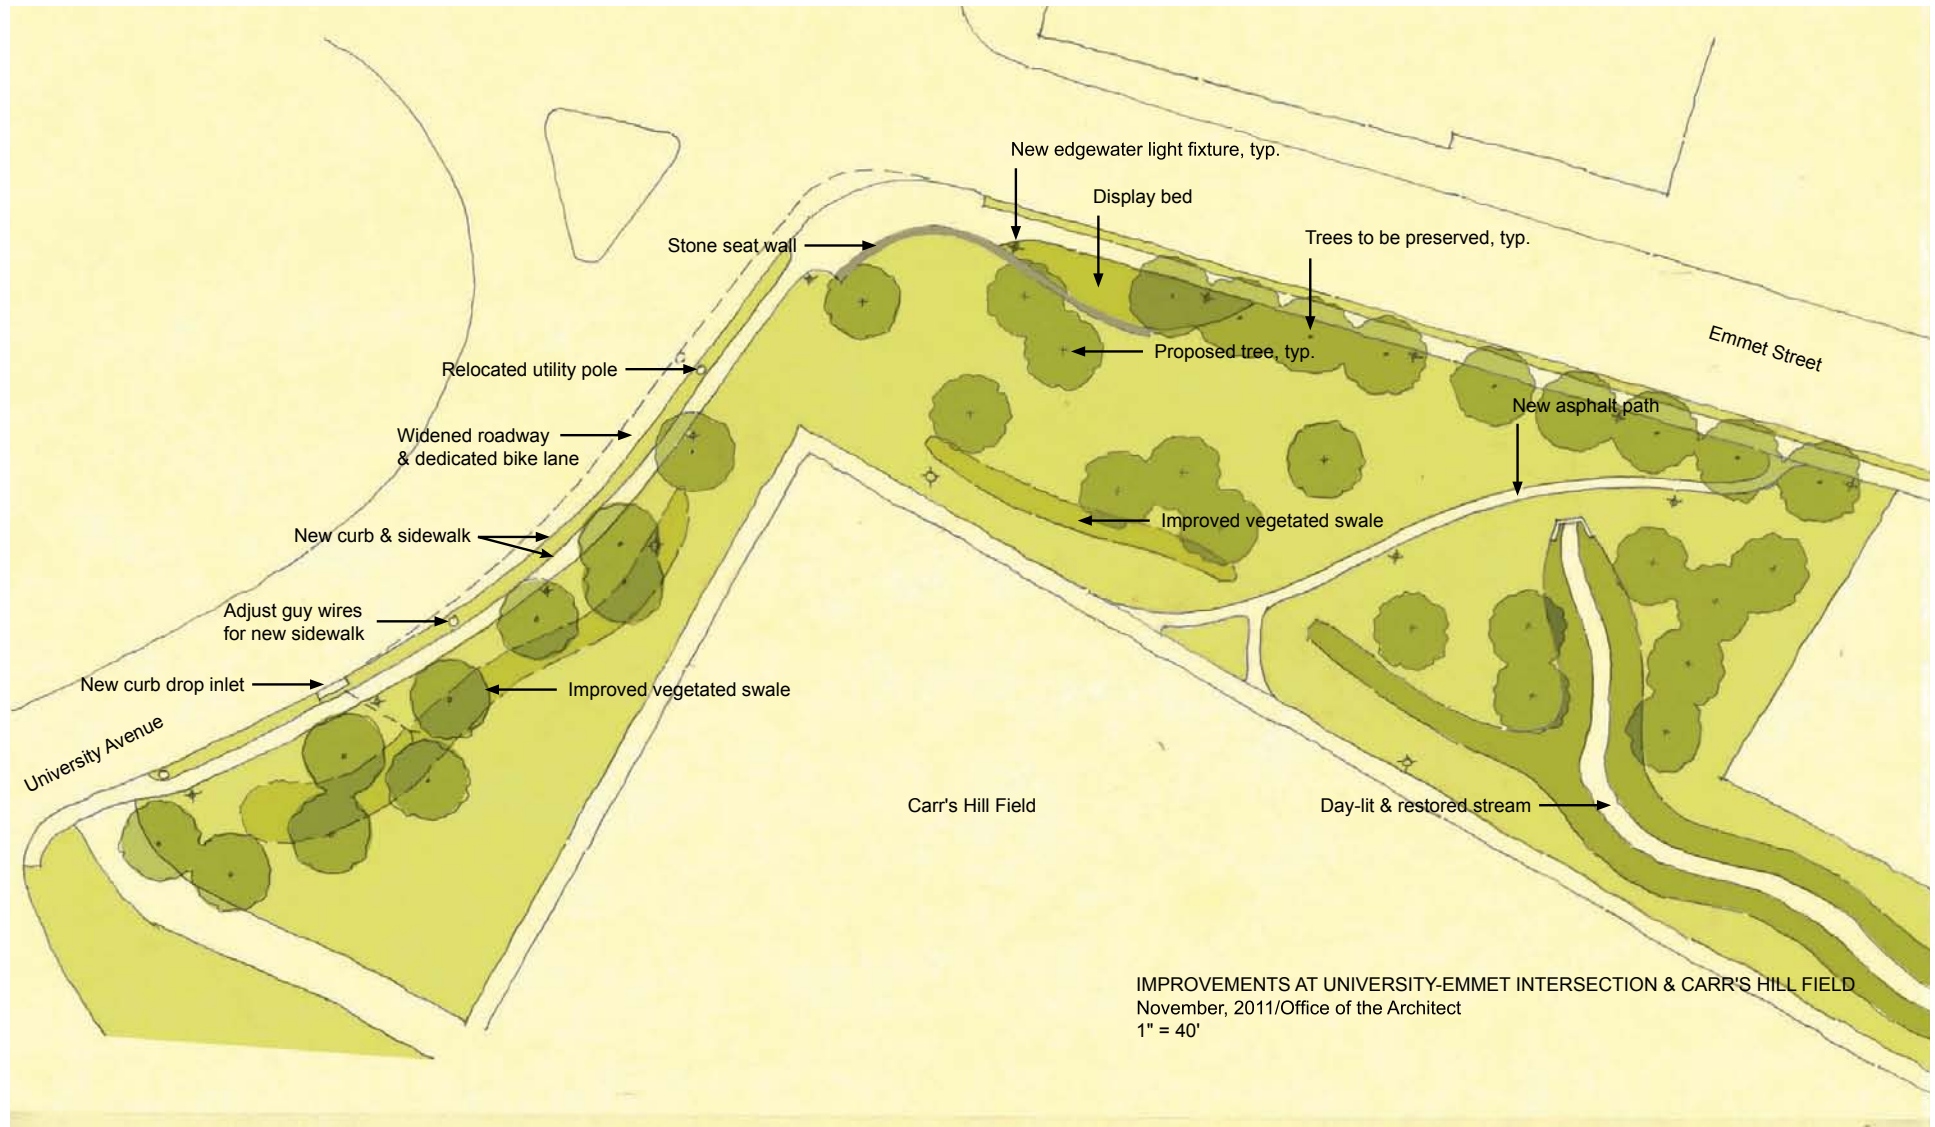 New edgewater light fixture, typ.
Display bed
Stone seat wall
Trees to be preserved, typ.
Emmet Street
Relocated utility pole
Proposed tree, typ.
New asphalt path
Widened roadway
& dedicated bike lane
Improved vegetated swale
New curb & sidewalk
Adjust guy wires
for new sidewalk
New curb drop inlet
Improved vegetated swale
University Avenue
Carr's Hill Field
Day-lit & restored stream
IMPROVEMENTS AT UNIVERSITY-EMMET INTERSECTION & CARR'S HILL FIELD
November, 2011/Office of the Architect
1" = 40'